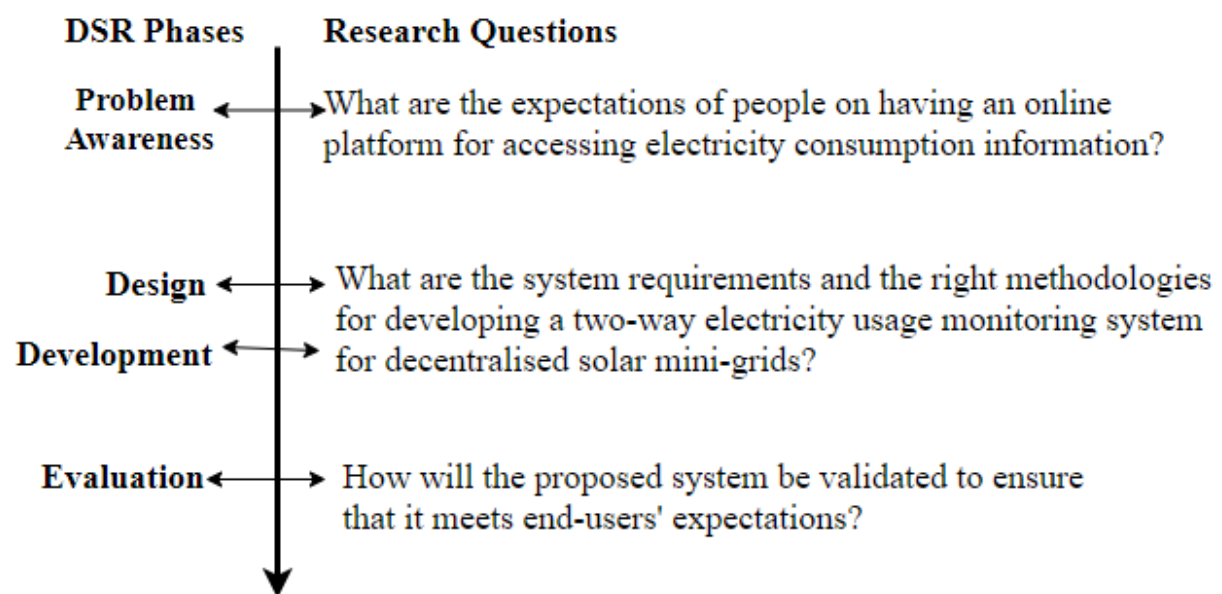 DSR Phases
Research Questions
Problem
Awareness
What are the expectations of people on having an online
platform for accessing electricity consumption information?
Design
Development
What are the system requirements and the right methodologies
for developing a two-way electricity usage monitoring system
for decentralised solar mini-grids?
Evaluation
How will the proposed system be validated to ensure
that it meets end-users' expectations?